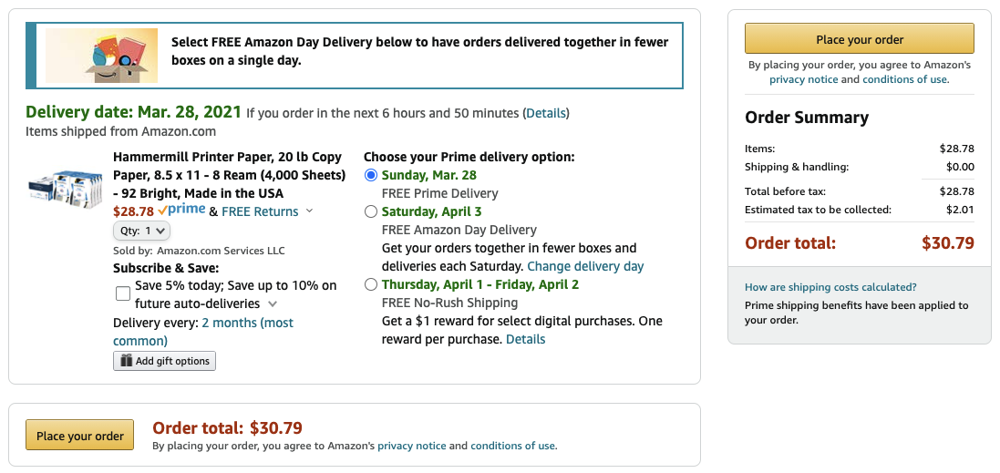 Select FREE Amazon Day Delivery below to have orders delivered together in fewer
boxes on a single day.
Delivery date: Mar. 28, 2021 If you order in the next 6 hours and 50 minutes (Details)
Items shipped from Amazon.com
Hammermill Printer Paper, 20 lb Copy
Paper, 8.5 x 11 - 8 Ream (4,000 Sheets)
- 92 Bright, Made in the USA
$28.78 prime & FREE Returns
Qty: 1
Sold by: Amazon.com Services LLC
Subscribe & Save:
Save 5% today; Save up to 10% on
future auto-deliveries
Delivery every: 2 months (most
common)
Add gift options
Choose your Prime delivery option:
Sunday, Mar. 28
FREE Prime Delivery
Saturday, April 3
FREE Amazon Day Delivery
Get your orders together in fewer boxes and
deliveries each Saturday. Change delivery day
Thursday, April 1 - Friday, April 2
FREE No-Rush Shipping
Get a $1 reward for select digital purchases. One
reward per purchase. Details
Place your order
Order total: $30.79
By placing your order, you agree to Amazon's privacy notice and conditions of use.
Place your order
By placing your order, you agree to Amazon's
privacy notice and conditions of use.
Order Summary
Items: $28.78
Shipping & handling: $0.00
Total before tax: $28.78
Estimated tax to be collected: $2.01
Order total: $30.79
How are shipping costs calculated?
Prime shipping benefits have been applied to
your order.